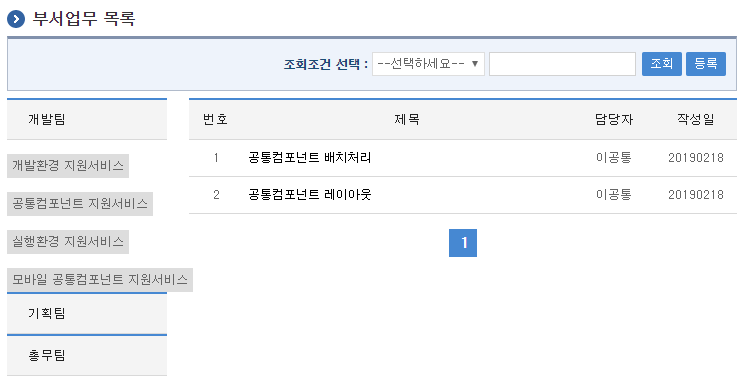 부서업무 목록
조회조건 선택 : --선택하세요-- 조회 등록
개발팀
개발환경 지원서비스
공통컴포넌트 지원서비스
실행환경 지원서비스
모바일 공통컴포넌트 지원서비스
기획팀
총무팀
번호 제목 담당자 작성일
1 공통컴포넌트 배치처리 이공통 20190218
2 공통컴포넌트 레이아웃 이공통 20190218
1